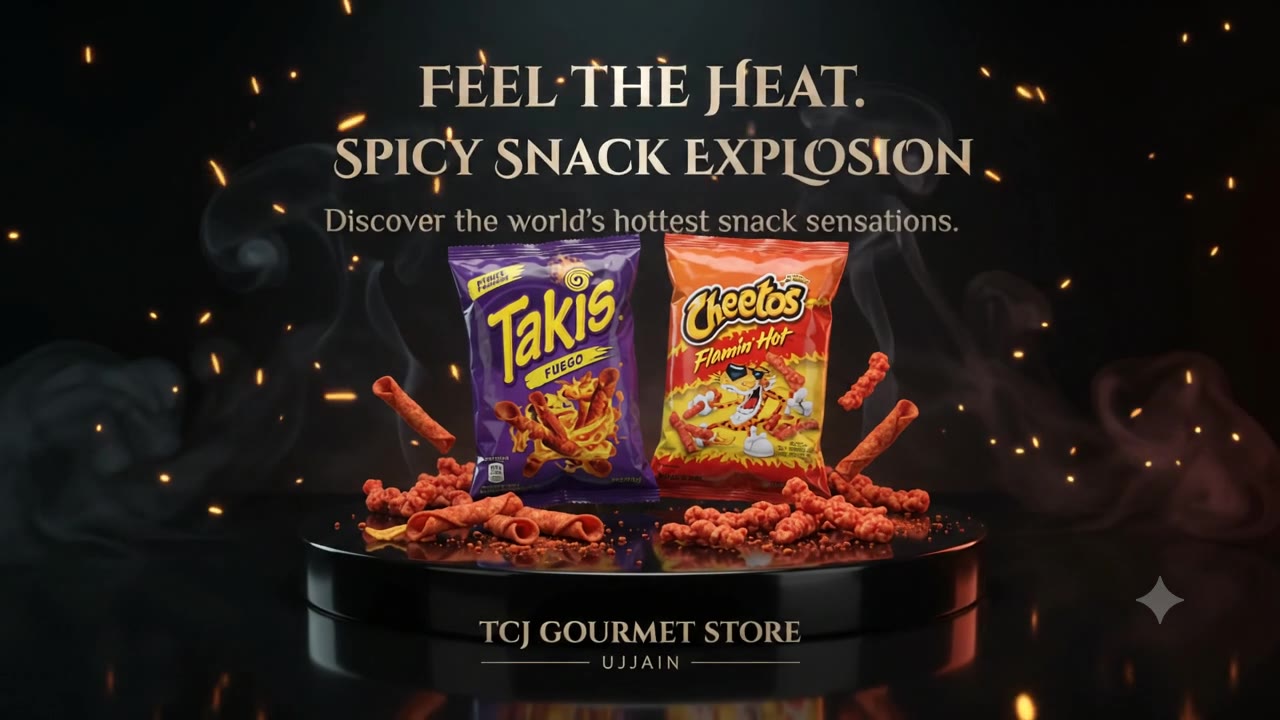 FEEL THE HEAT.
SPICY SNACK EXPLOSION
Discover the world's hottest snack sensations.
Takis
FUEGO
Cheetos
Flamin' Hot
TCJ GOURMET STORE
UJJAIN